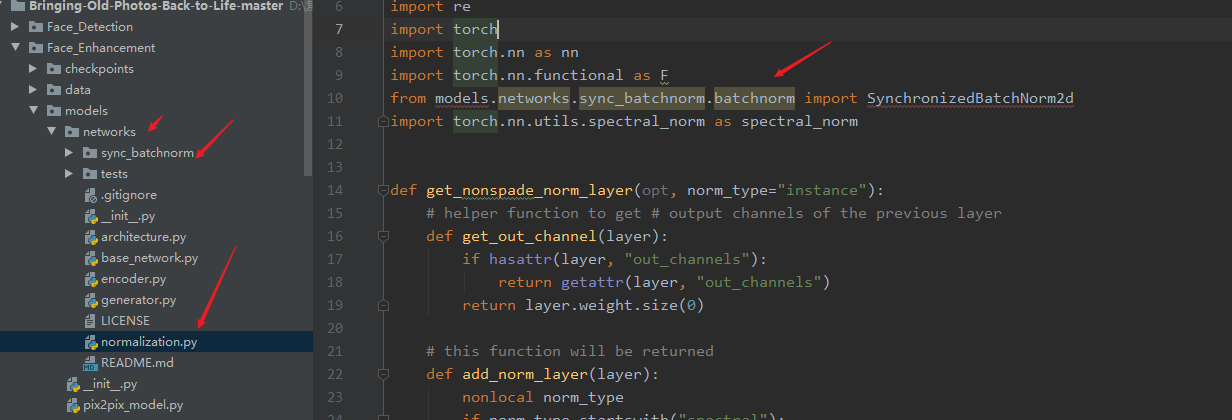 Bringing-Old-Photos-Back-to-Life-master
Face_Detection
Face_Enhancement
checkpoints
data
models
networks
sync_batchnorm
tests
.gitignore
__init__.py
architecture.py
base_network.py
encoder.py
generator.py
LICENSE
normalization.py
README.md
__init__.py
pix2pix_model.py
6 import re
7 import torch
8 import torch.nn as nn
9 import torch.nn.functional as F
10 from models.networks.sync_batchnorm.batchnorm import SynchronizedBatchNorm2d
11 import torch.nn.utils.spectral_norm as spectral_norm
12
13
14 def get_nonspade_norm_layer(opt, norm_type="instance"):
15 # helper function to get # output channels of the previous layer
16 def get_out_channel(layer):
17 if hasattr(layer, "out_channels"):
18 return getattr(layer, "out_channels")
19 return layer.weight.size(0)
20
21 # this function will be returned
22 def add_norm_layer(layer):
23 nonlocal norm_type
24 if norm_type.startswith("spectral"):